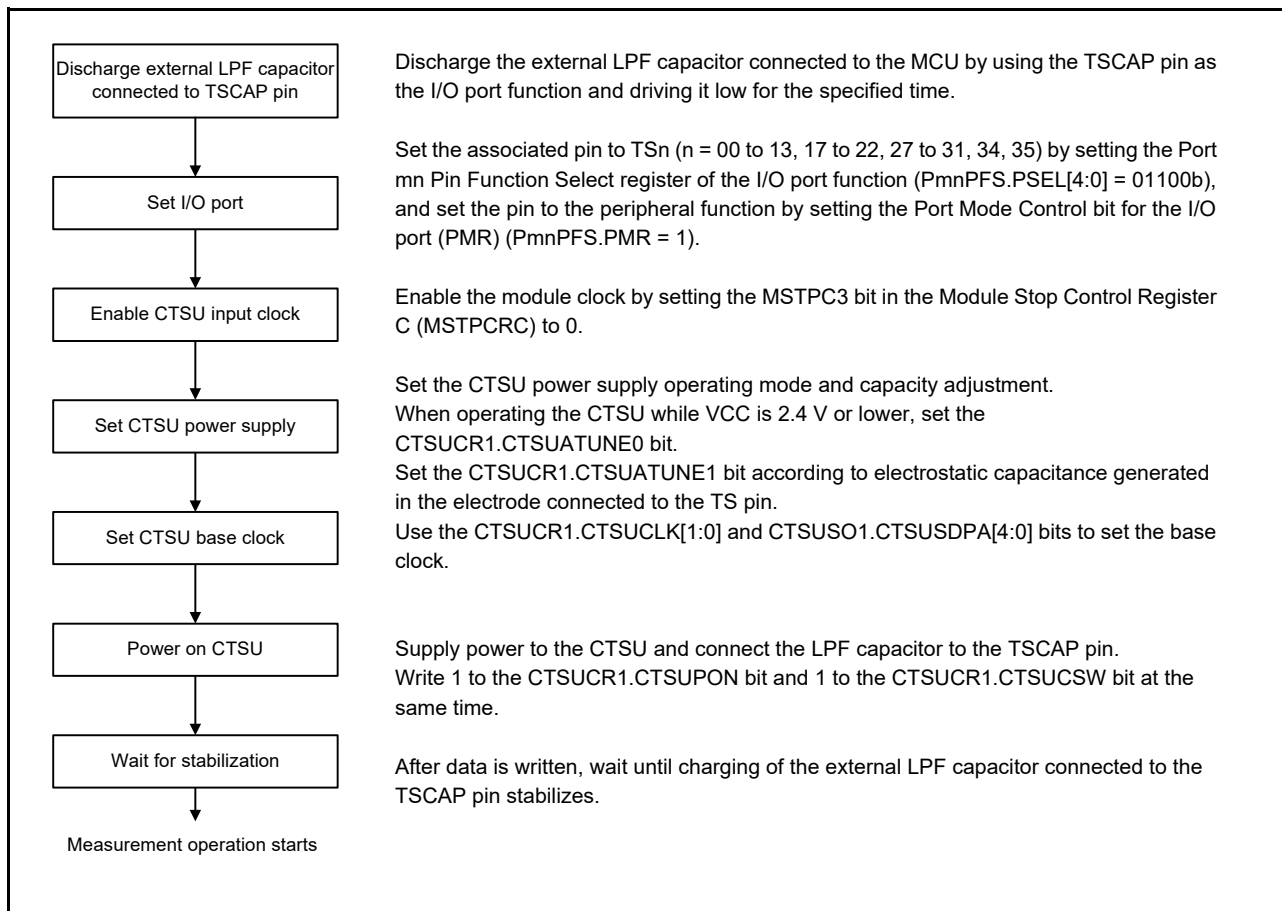 Discharge external LPF capacitor
connected to TSCAP pin
Discharge the external LPF capacitor connected to the MCU by using the TSCAP pin as
the I/O port function and driving it low for the specified time.
Set I/O port
Set the associated pin to TSn (n = 00 to 13, 17 to 22, 27 to 31, 34, 35) by setting the Port
mn Pin Function Select register of the I/O port function (PmnPFS.PSEL[4:0] = 01100b),
and set the pin to the peripheral function by setting the Port Mode Control bit for the I/O
port (PMR) (PmnPFS.PMR = 1).
Enable CTSU input clock
Enable the module clock by setting the MSTPC3 bit in the Module Stop Control Register
C (MSTPCRC) to 0.
Set CTSU power supply
Set the CTSU power supply operating mode and capacity adjustment.
When operating the CTSU while VCC is 2.4 V or lower, set the
CTSUCR1.CTSUATUNE0 bit.
Set the CTSUCR1.CTSUATUNE1 bit according to electrostatic capacitance generated
in the electrode connected to the TS pin.
Set CTSU base clock
Use the CTSUCR1.CTSUCLK[1:0] and CTSUSO1.CTSUSDPA[4:0] bits to set the base
clock.
Power on CTSU
Supply power to the CTSU and connect the LPF capacitor to the TSCAP pin.
Write 1 to the CTSUCR1.CTSUPON bit and 1 to the CTSUCR1.CTSUCSW bit at the
same time.
Wait for stabilization
After data is written, wait until charging of the external LPF capacitor connected to the
TSCAP pin stabilizes.
Measurement operation starts